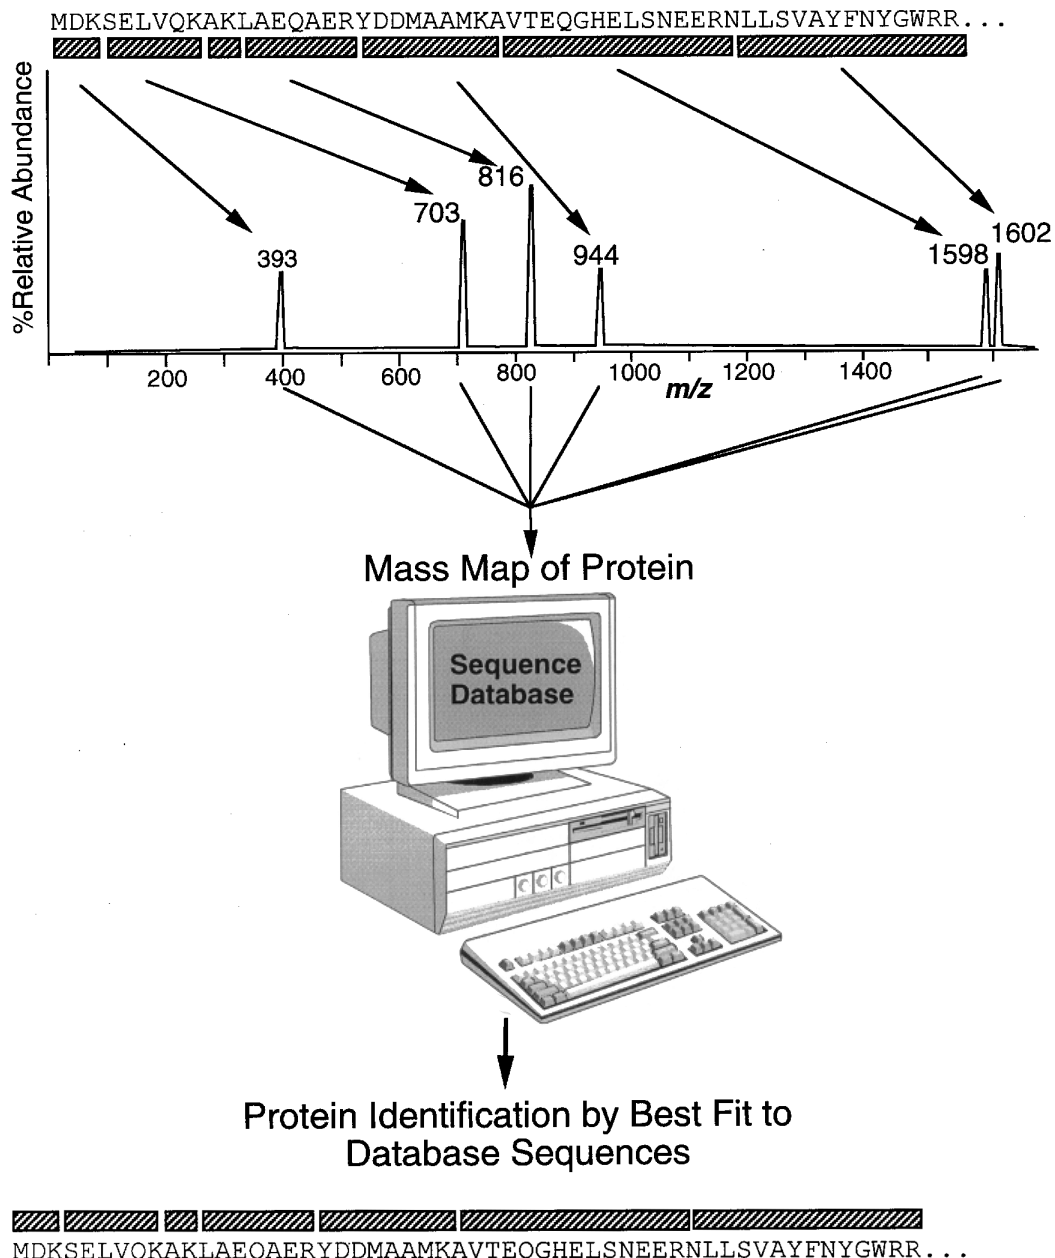 MDKSELVQKAKLAEQAERYDDMAAMKAVTEQGHELSNEERNLLSVAYFNYGWRR...
%Relative Abundance
816
703
1602
393
944
1598
200 400 600 800 1000 1200 1400
m/z
Mass Map of Protein
Sequence
Database
Protein Identification by Best Fit to
Database Sequences
MDKSELVQKAKLAEQAERYDDMAAMKAVTEQGHELSNEERNLLSVAYFNYGWRR...